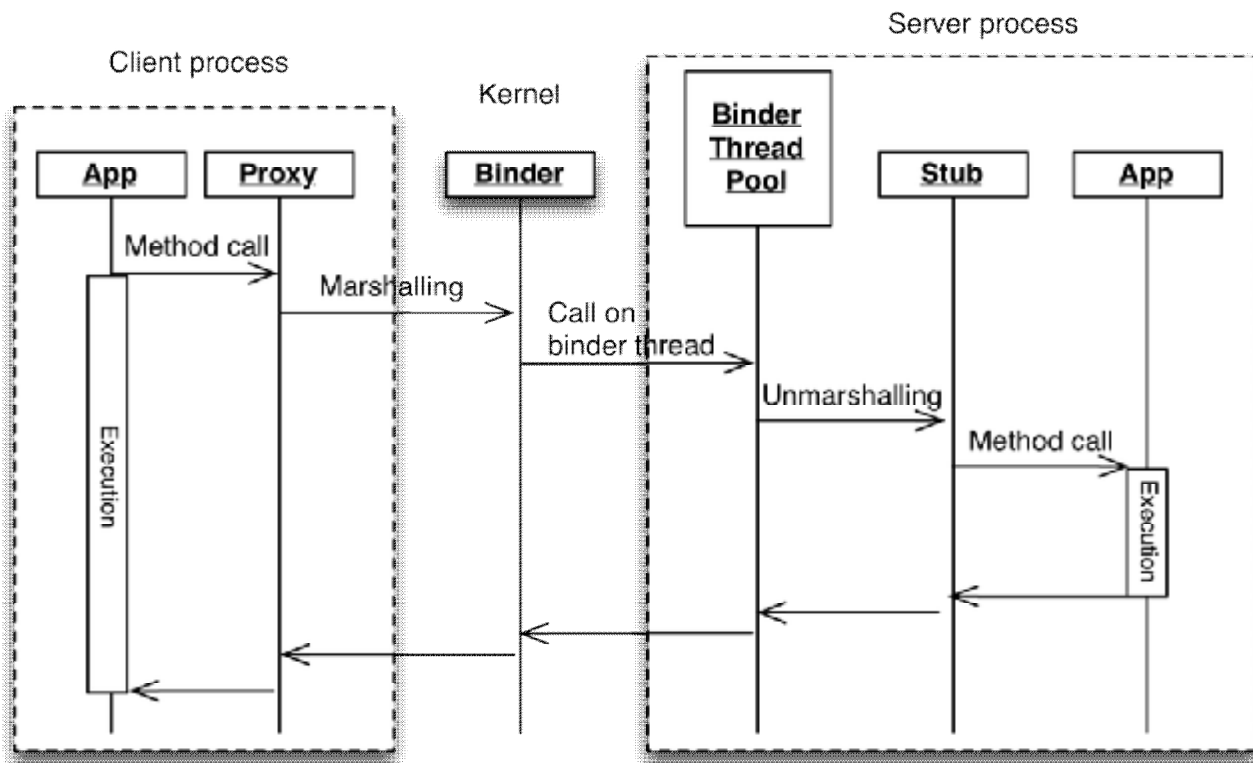 Server process
Client process
Kernel
Binder
Thread
Pool
App
Proxy
Binder
Stub
App
Method call
Marshalling
Call on
binder thread
Unmarshalling
Method call
Execution
Execution